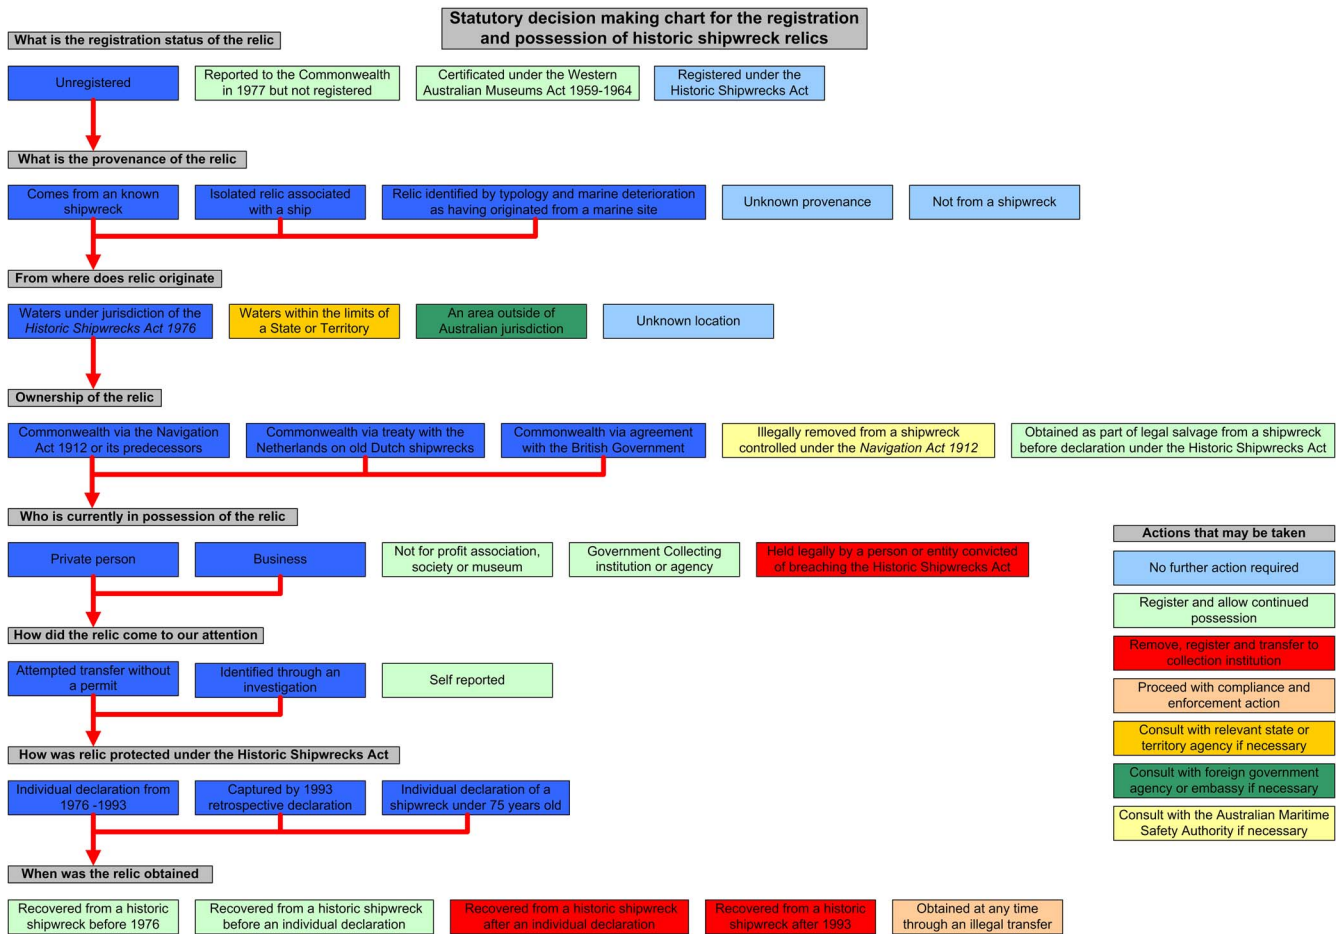 Statutory decision making chart for the registration
and possession of historic shipwreck relics
What is the registration status of the relic
Unregistered
Reported to the Commonwealth
in 1977 but not registered
Certificated under the Western
Australian Museums Act 1959-1964
Registered under the
Historic Shipwrecks Act
What is the provenance of the relic
Comes from an known
shipwreck
Isolated relic associated
with a ship
Relic identified by typology and marine deterioration
as having originated from a marine site
Unknown provenance
Not from a shipwreck
From where does relic originate
Waters under jurisdiction of the
Historic Shipwrecks Act 1976
Waters within the limits of
a State or Territory
An area outside of
Australian jurisdiction
Unknown location
Ownership of the relic
Commonwealth via the Navigation
Act 1912 or its predecessors
Commonwealth via treaty with the
Netherlands on old Dutch shipwrecks
Commonwealth via agreement
with the British Government
Illegally removed from a shipwreck
controlled under the Navigation Act 1912
Obtained as part of legal salvage from a shipwreck
before declaration under the Historic Shipwrecks Act
Who is currently in possession of the relic
Private person
Business
Not for profit association,
society or museum
Government Collecting
institution or agency
Held legally by a person or entity convicted
of breaching the Historic Shipwrecks Act
How did the relic come to our attention
Attempted transfer without
a permit
Identified through an
investigation
Self reported
How was relic protected under the Historic Shipwrecks Act
Individual declaration from
1976 -1993
Captured by 1993
retrospective declaration
Individual declaration of a
shipwreck under 75 years old
When was the relic obtained
Recovered from a historic
shipwreck before 1976
Recovered from a historic shipwreck
before an individual declaration
Recovered from a historic shipwreck
after an individual declaration
Recovered from a historic
shipwreck after 1993
Obtained at any time
through an illegal transfer
Actions that may be taken
No further action required
Register and allow continued
possession
Remove, register and transfer to
collection institution
Proceed with compliance and
enforcement action
Consult with relevant state or
territory agency if necessary
Consult with foreign government
agency or embassy if necessary
Consult with the Australian Maritime
Safety Authority if necessary